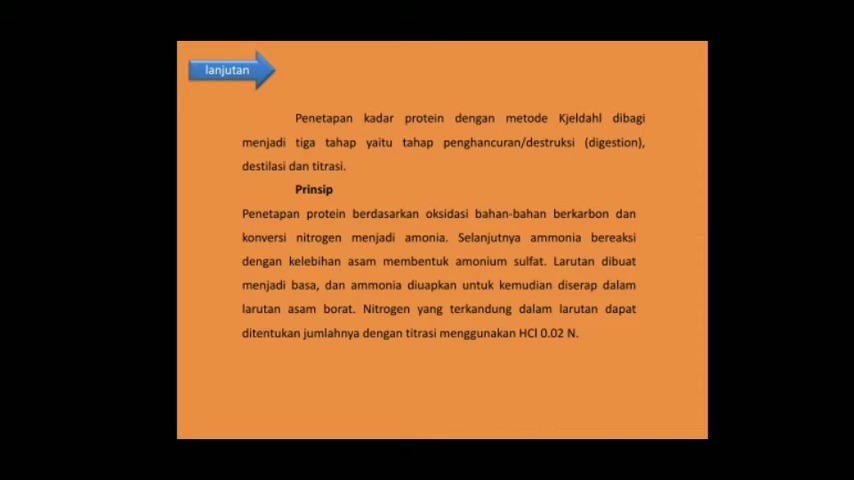 lanjutan
Penetapan kadar protein dengan metode Kjeldahl dibagi
menjadi tiga tahap yaitu tahap penghancuran/destruksi (digestion),
destilasi dan titrasi.
Prinsip
Penetapan protein berdasarkan oksidasi bahan-bahan berkarbon dan
konversi nitrogen menjadi amonia. Selanjutnya ammonia bereaksi
dengan kelebihan asam membentuk amonium sulfat. Larutan dibuat
menjadi basa, dan ammonia diuapkan untuk kemudian diserap dalam
larutan asam borat. Nitrogen yang terkandung dalam larutan dapat
ditentukan jumlahnya dengan titrasi menggunakan HCl 0.02 N.